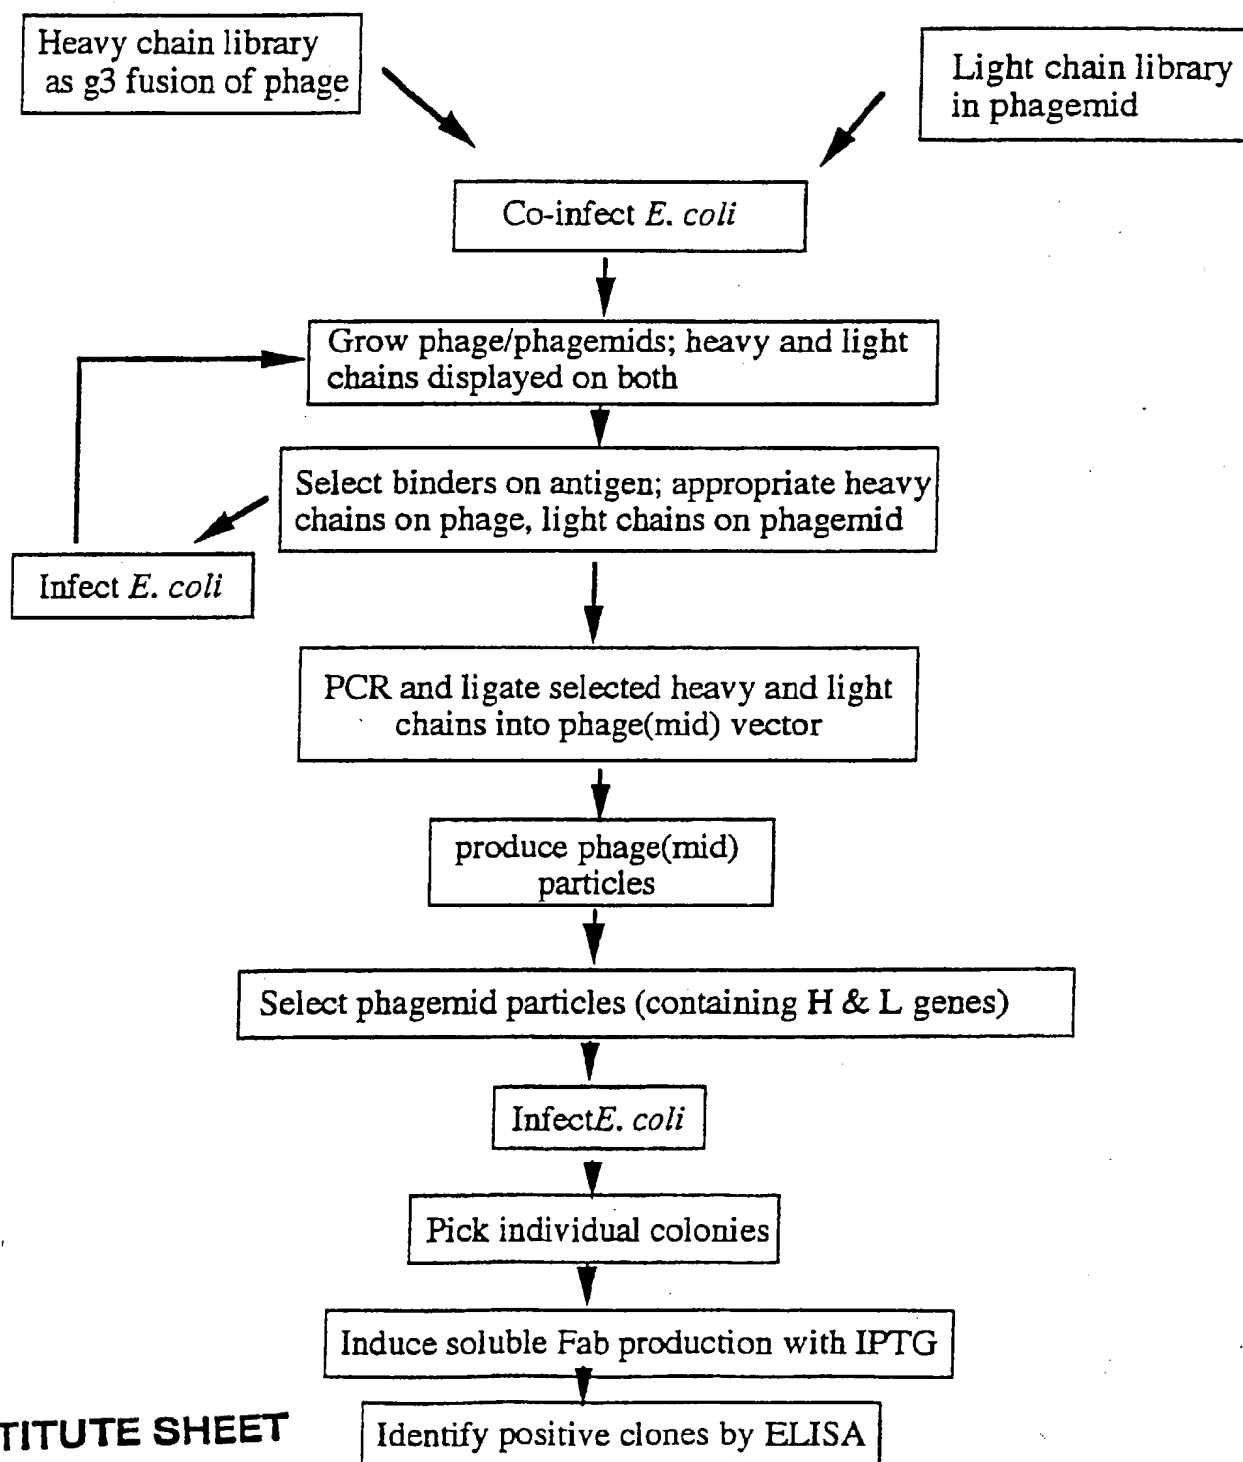 Heavy chain library
as g3 fusion of phage
Light chain library
in phagemid
Co-infect E. coli
Grow phage/phagemids; heavy and light
chains displayed on both
Select binders on antigen; appropriate heavy
chains on phage, light chains on phagemid
Infect E. coli
PCR and ligate selected heavy and light
chains into phage(mid) vector
produce phage(mid)
particles
Select phagemid particles (containing H & L genes)
InfectE. coli
Pick individual colonies
Induce soluble Fab production with IPTG
TITUTE SHEET
Identify positive clones by ELISA